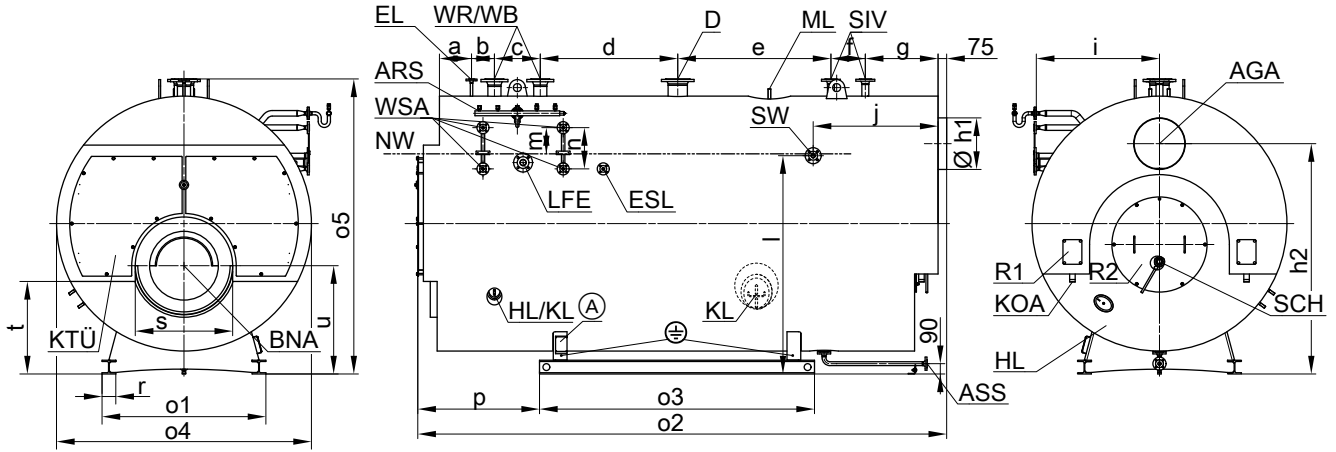 EL
WR/WB
D
ML
SIV
a
b
c
d
e
f
g
75
i
ARS
AGA
WSA
m
n
SW
j
Ø h1
NW
LFE
ESL
o5
l
h2
R1
R2
KOA
HL/KL
A
KL
SCH
t
KTÜ
s
BNA
u
90
HL
r
ASS
o1
p
o3
o4
o2